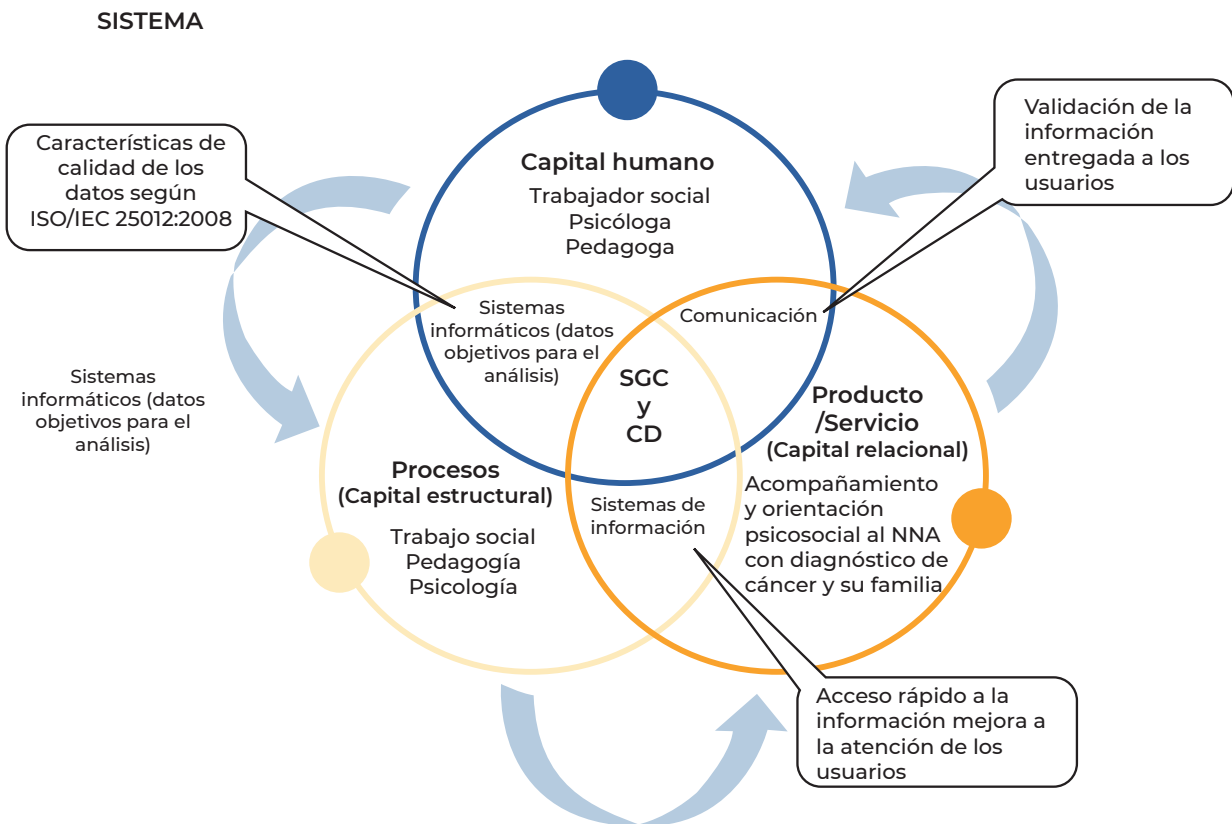 SISTEMA
Características de
calidad de los
datos según
ISO/IEC 25012:2008
Capital humano
Trabajador social
Psicóloga
Pedagoga
Validación de la
información
entregada a los
usuarios
Sistemas
informáticos (datos
objetivos para el
análisis)
Comunicación
SGC
y
CD
Sistemas
informáticos (datos
objetivos para el
análisis)
Procesos
(Capital estructural)
Trabajo social
Pedagogía
Psicología
Sistemas de
información
Producto
/Servicio
(Capital relacional)
Acompañamiento
y orientación
psicosocial al NNA
con diagnóstico de
cáncer y su familia
Acceso rápido a la
información mejora a
la atención de los
usuarios